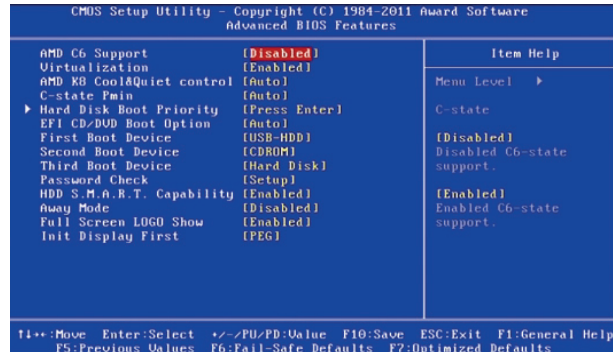 CMOS Setup Utility - Copyright (C) 1984-2011 Award Software
Advanced BIOS Features
AMD C6 Support [Disabled]
Virtualization [Enabled]
AMD K8 Cool&Quiet control [Auto]
C-state Pmin [Auto]
▶ Hard Disk Boot Priority [Press Enter]
EFI CD/DVD Boot Option [Auto]
First Boot Device [USB-HDD]
Second Boot Device [CDROM]
Third Boot Device [Hard Disk]
Password Check [Setup]
HDD S.M.A.R.T. Capability [Enabled]
Away Mode [Disabled]
Full Screen LOGO Show [Enabled]
Init Display First [PEG]
Item Help
Menu Level ▶
C-state
[Disabled]
Disabled C6-state
support.
[Enabled]
Enabled C6-state
support.
↑↓→←:Move Enter:Select +/-/PU/PD:Value F10:Save ESC:Exit F1:General Help
F5:Previous Values F6:Fail-Safe Defaults F7:Optimized Defaults